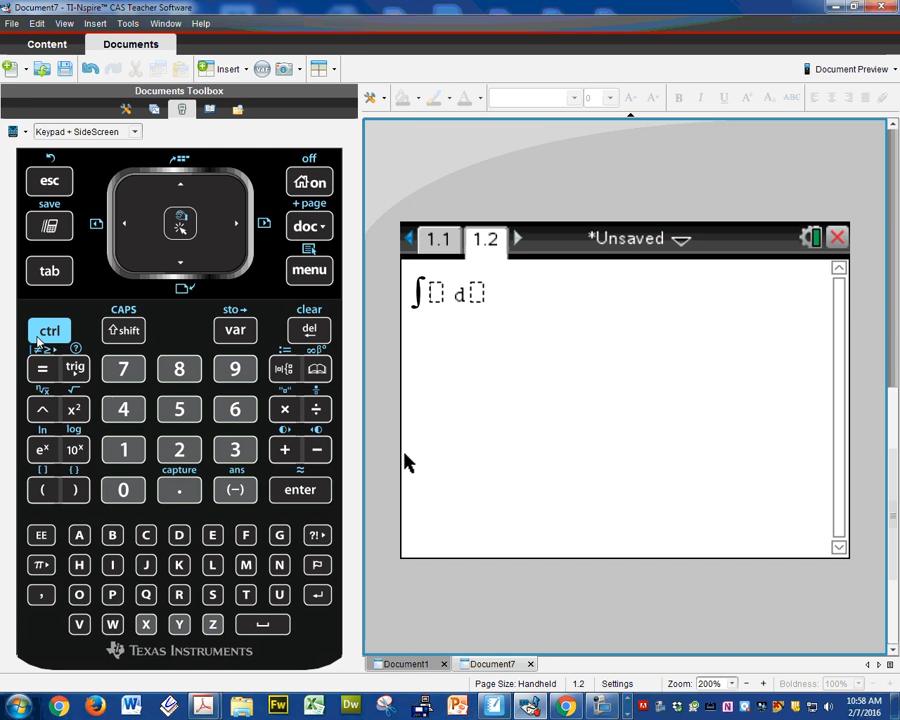 Document7 - TI-Nspire™ CAS Teacher Software
File Edit View Insert Tools Window Help
Content Documents
Insert Document Preview
Documents Toolbox
0 A+ A- B I U A^ A, ABC
Keypad + SideScreen
off
esc on
save + page
doc
tab menu
CAPS sto→ clear
ctrl ⇧shift var del
|≠≥▸ ? := ∞β°
= trig 7 8 9
ⁿ√x √
^ x² 4 5 6 × ÷
ln log
eˣ 10ˣ 1 2 3 + −
[ ] { } capture ans ≈
( ) 0 . (−) enter
EE A B C D E F ?!▸
π▸ H I J K L M N
, O P Q R S T U
V W X Y Z
TEXAS INSTRUMENTS
1.1 1.2 *Unsaved
∫▯ d▯
Document1 Document7
Page Size: Handheld 1.2 Settings Zoom: 200% Boldness: 100%
Fw Dw
10:58 AM
2/7/2016